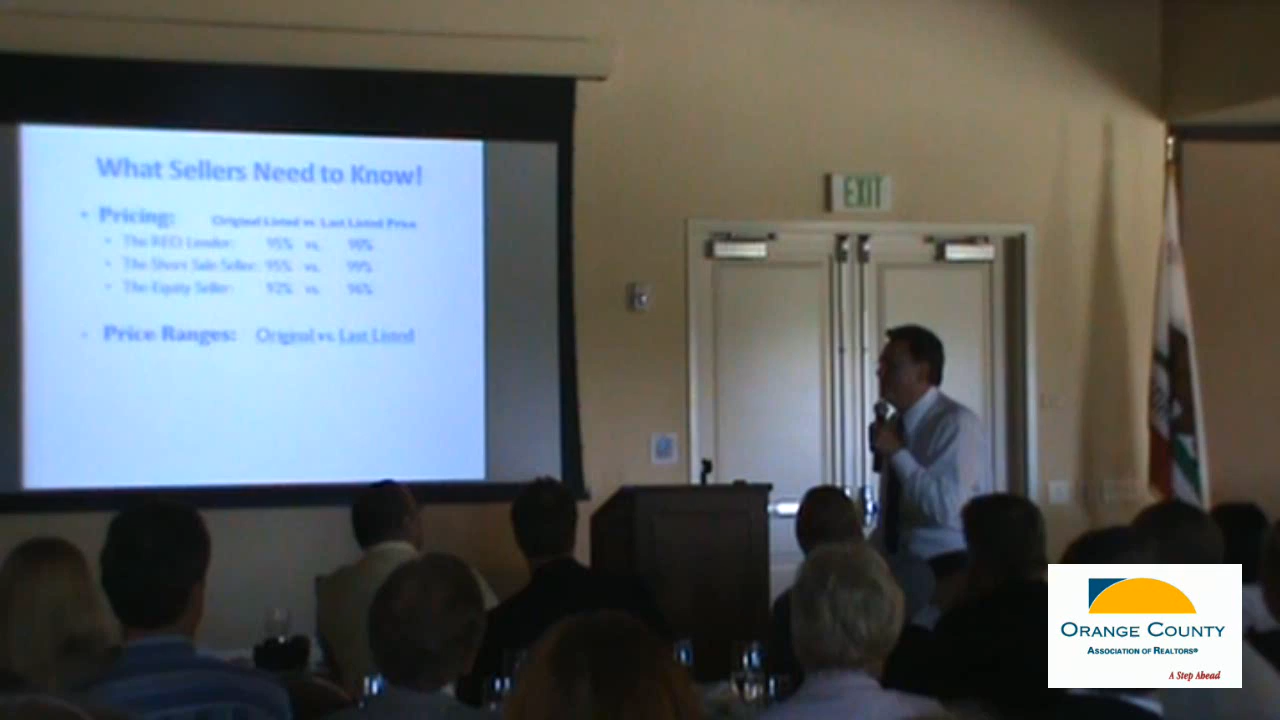 What Sellers Need to Know!
• Pricing: Original Listed vs. Last Listed Price
• The REO Lender: 95% vs. 99%
• The Short Sale Seller: 95% vs. 99%
• The Equity Seller: 92% vs. 96%
• Price Ranges: Original vs. Last Listed
EXIT
ORANGE COUNTY
ASSOCIATION OF REALTORS®
A Step Ahead